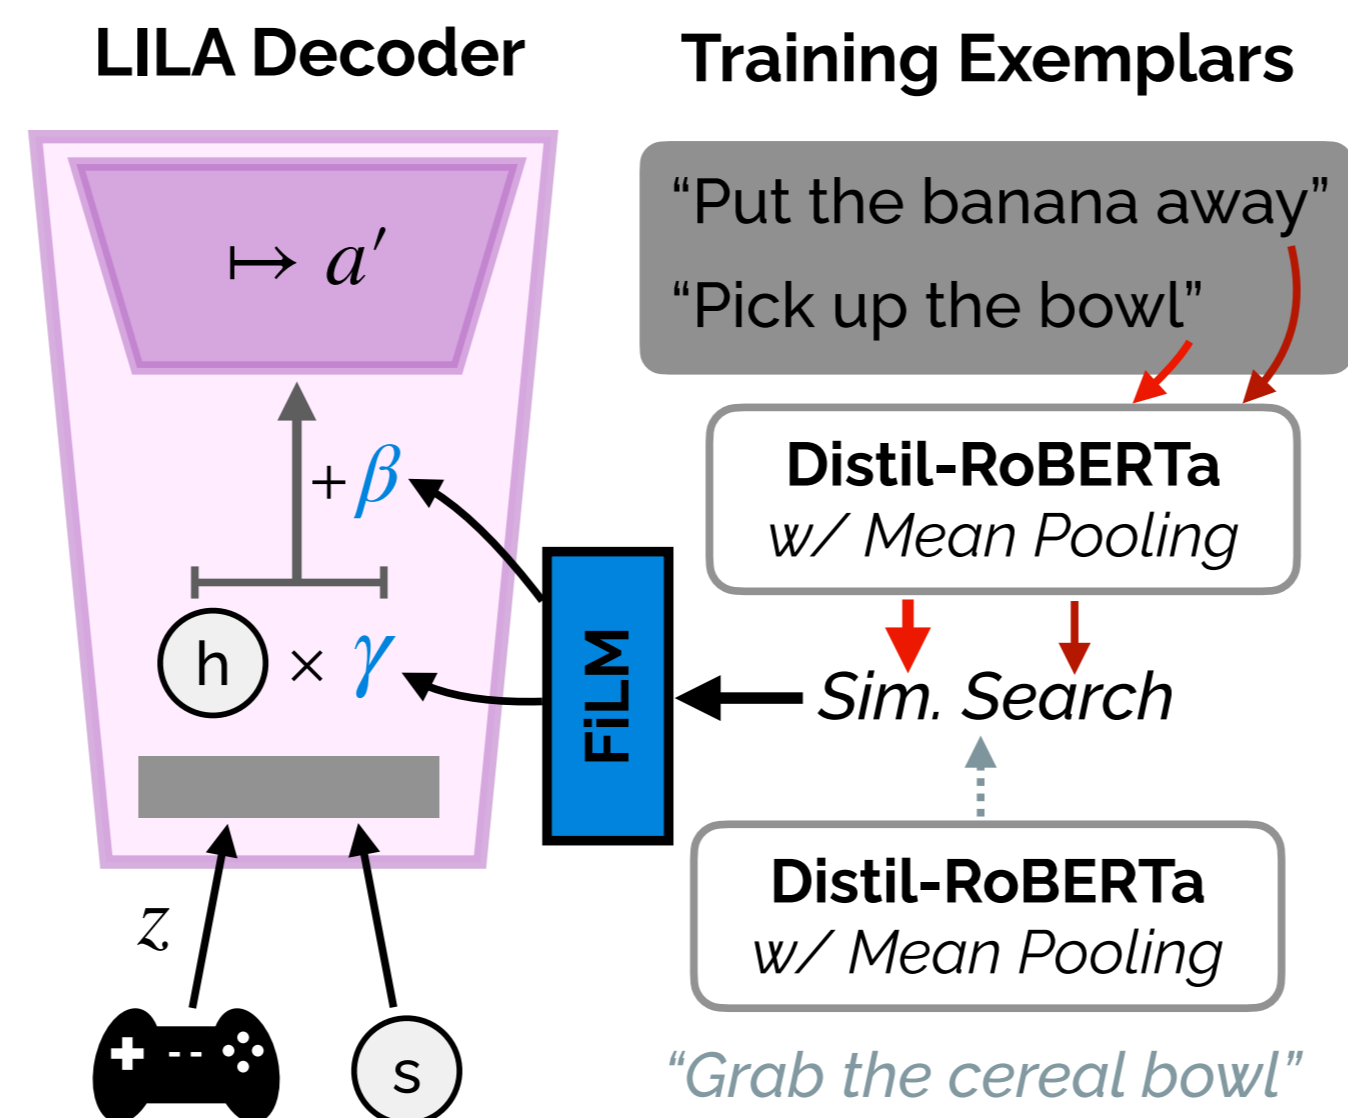 LILA Decoder
↦ a′
+ β
h × γ
z
s
FiLM
Training Exemplars
“Put the banana away”
“Pick up the bowl”
Distil-RoBERTa
w/ Mean Pooling
Sim. Search
Distil-RoBERTa
w/ Mean Pooling
“Grab the cereal bowl”